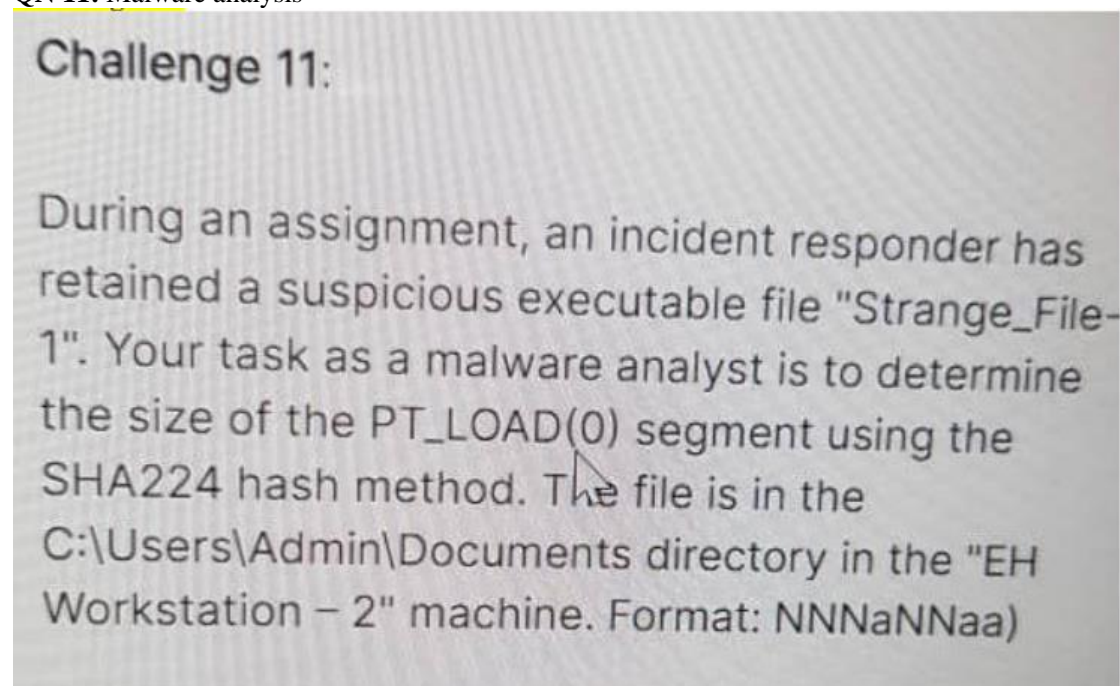 Challenge 11:
During an assignment, an incident responder has
retained a suspicious executable file "Strange_File-
1". Your task as a malware analyst is to determine
the size of the PT_LOAD(0) segment using the
SHA224 hash method. The file is in the
C:\Users\Admin\Documents directory in the "EH
Workstation – 2" machine. Format: NNNaNNaa)